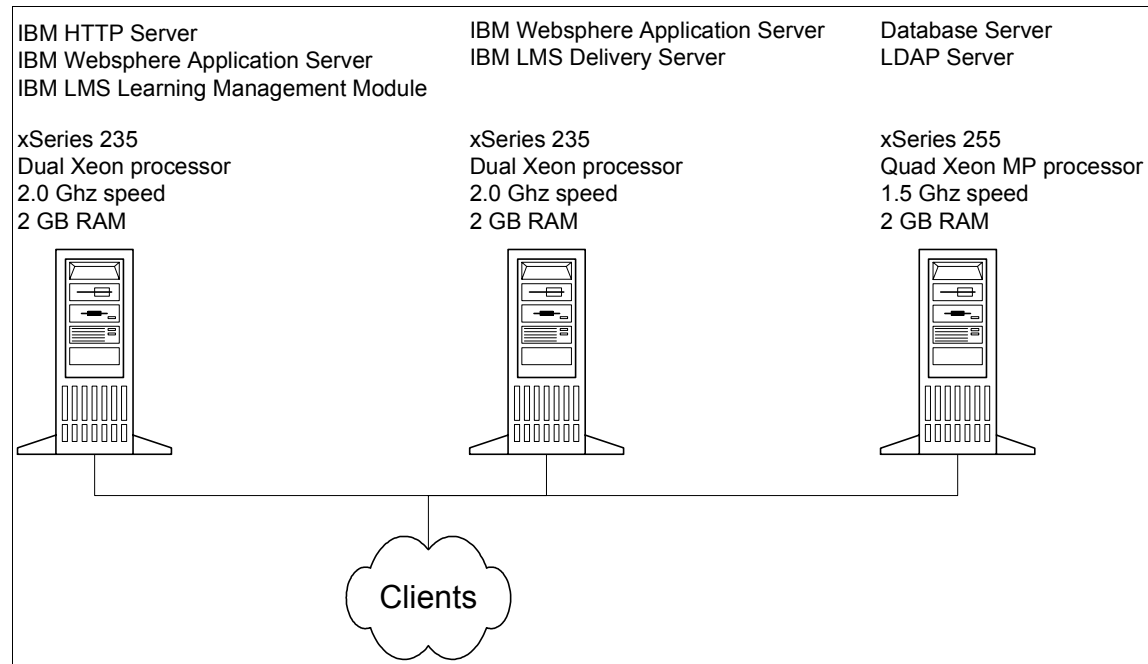 IBM HTTP Server
IBM Websphere Application Server
IBM LMS Learning Management Module
xSeries 235
Dual Xeon processor
2.0 Ghz speed
2 GB RAM
IBM Websphere Application Server
IBM LMS Delivery Server
xSeries 235
Dual Xeon processor
2.0 Ghz speed
2 GB RAM
Database Server
LDAP Server
xSeries 255
Quad Xeon MP processor
1.5 Ghz speed
2 GB RAM
Clients